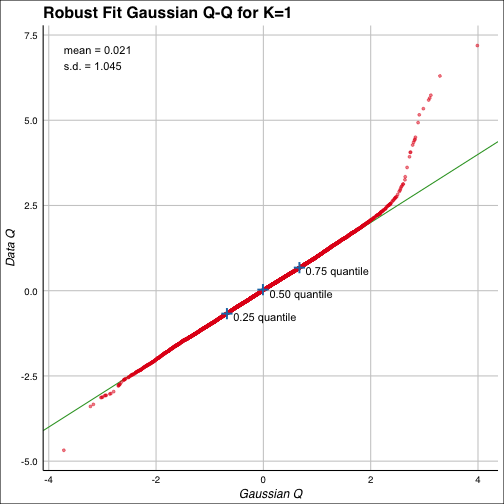 Robust Fit Gaussian Q-Q for K=1
mean = 0.021
s.d. = 1.045
7.5
5.0
2.5
0.0
-2.5
-5.0
Data Q
0.75 quantile
0.50 quantile
0.25 quantile
-4
-2
0
2
4
Gaussian Q